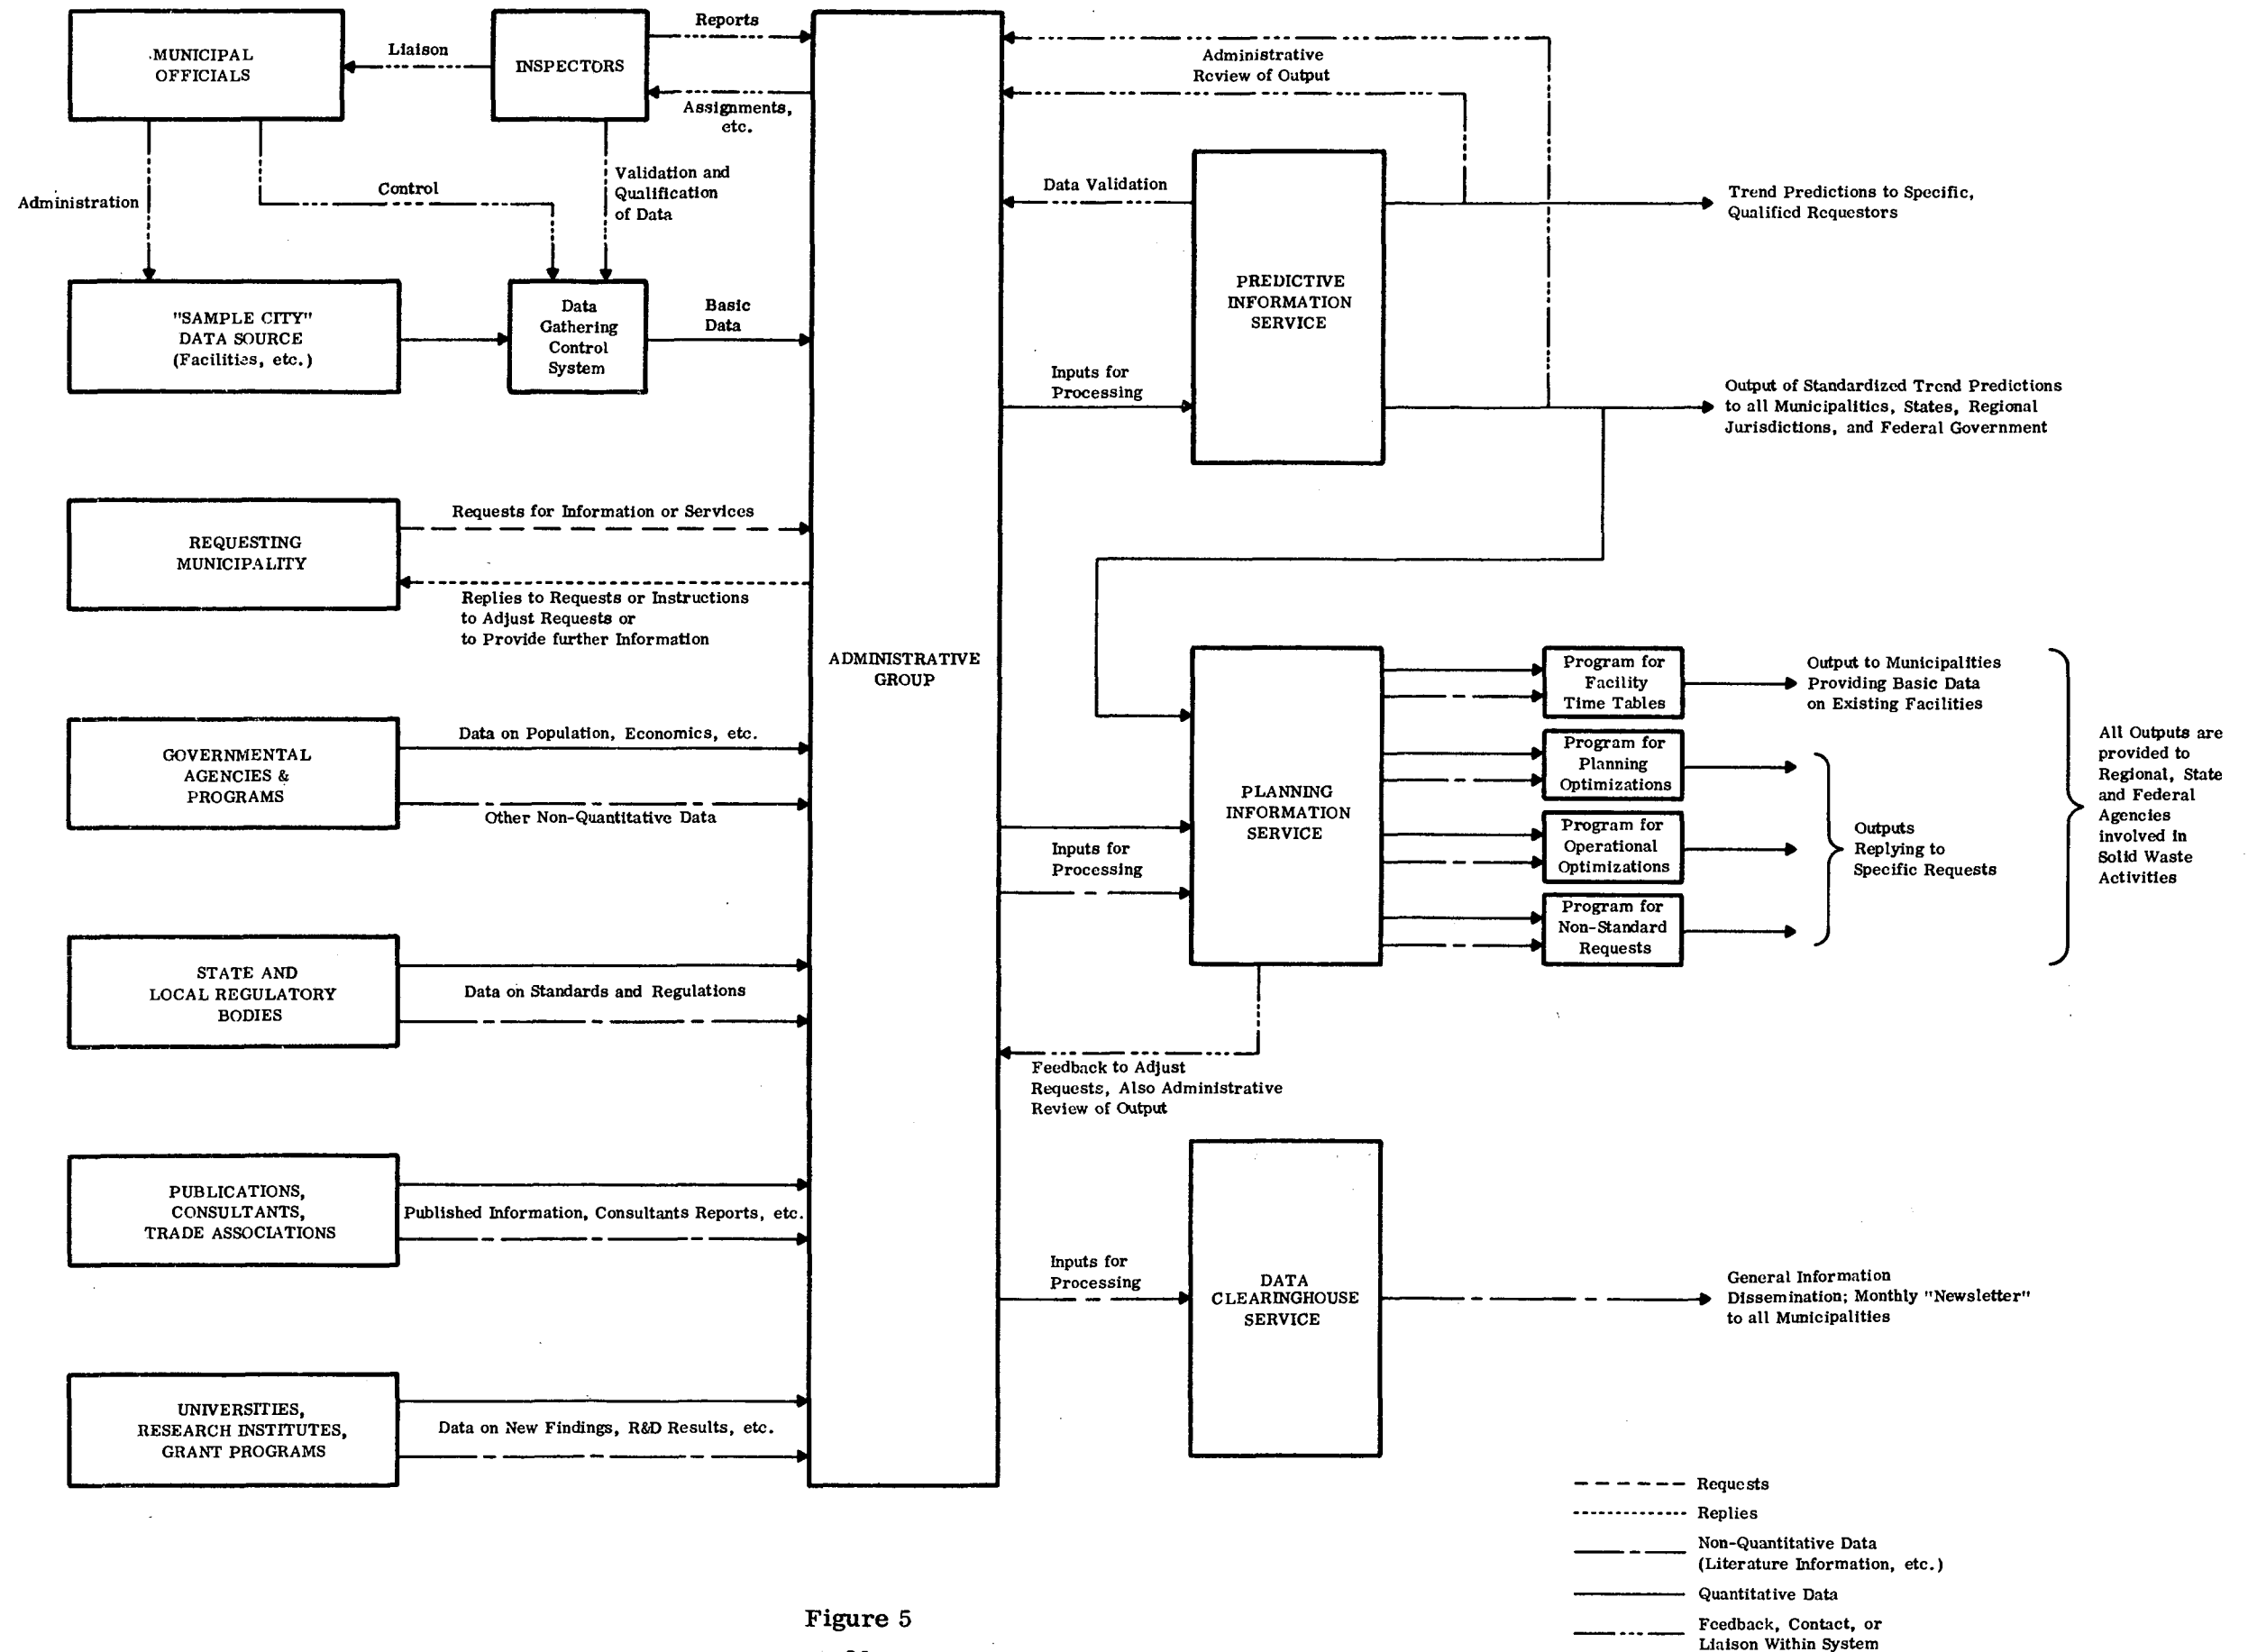 MUNICIPAL
OFFICIALS
Liaison
INSPECTORS
Reports
Assignments,
etc.
Administration
Control
Validation and
Qualification
of Data
"SAMPLE CITY"
DATA SOURCE
(Facilities, etc.)
Data
Gathering
Control
System
Basic
Data
REQUESTING
MUNICIPALITY
Requests for Information or Services
Replies to Requests or Instructions
to Adjust Requests or
to Provide further Information
GOVERNMENTAL
AGENCIES &
PROGRAMS
Data on Population, Economics, etc.
Other Non-Quantitative Data
STATE AND
LOCAL REGULATORY
BODIES
Data on Standards and Regulations
PUBLICATIONS,
CONSULTANTS,
TRADE ASSOCIATIONS
Published Information, Consultants Reports, etc.
UNIVERSITIES,
RESEARCH INSTITUTES,
GRANT PROGRAMS
Data on New Findings, R&D Results, etc.
ADMINISTRATIVE
GROUP
Administrative
Review of Output
Data Validation
PREDICTIVE
INFORMATION
SERVICE
Inputs for
Processing
Trend Predictions to Specific,
Qualified Requestors
Output of Standardized Trend Predictions
to all Municipalities, States, Regional
Jurisdictions, and Federal Government
Inputs for
Processing
PLANNING
INFORMATION
SERVICE
Program for
Facility
Time Tables
Program for
Planning
Optimizations
Program for
Operational
Optimizations
Program for
Non-Standard
Requests
Output to Municipalities
Providing Basic Data
on Existing Facilities
Outputs
Replying to
Specific Requests
All Outputs are
provided to
Regional, State
and Federal
Agencies
involved in
Solid Waste
Activities
Feedback to Adjust
Requests, Also Administrative
Review of Output
Inputs for
Processing
DATA
CLEARINGHOUSE
SERVICE
General Information
Dissemination; Monthly "Newsletter"
to all Municipalities
Requests
Replies
Non-Quantitative Data
(Literature Information, etc.)
Quantitative Data
Feedback, Contact, or
Liaison Within System
Figure 5